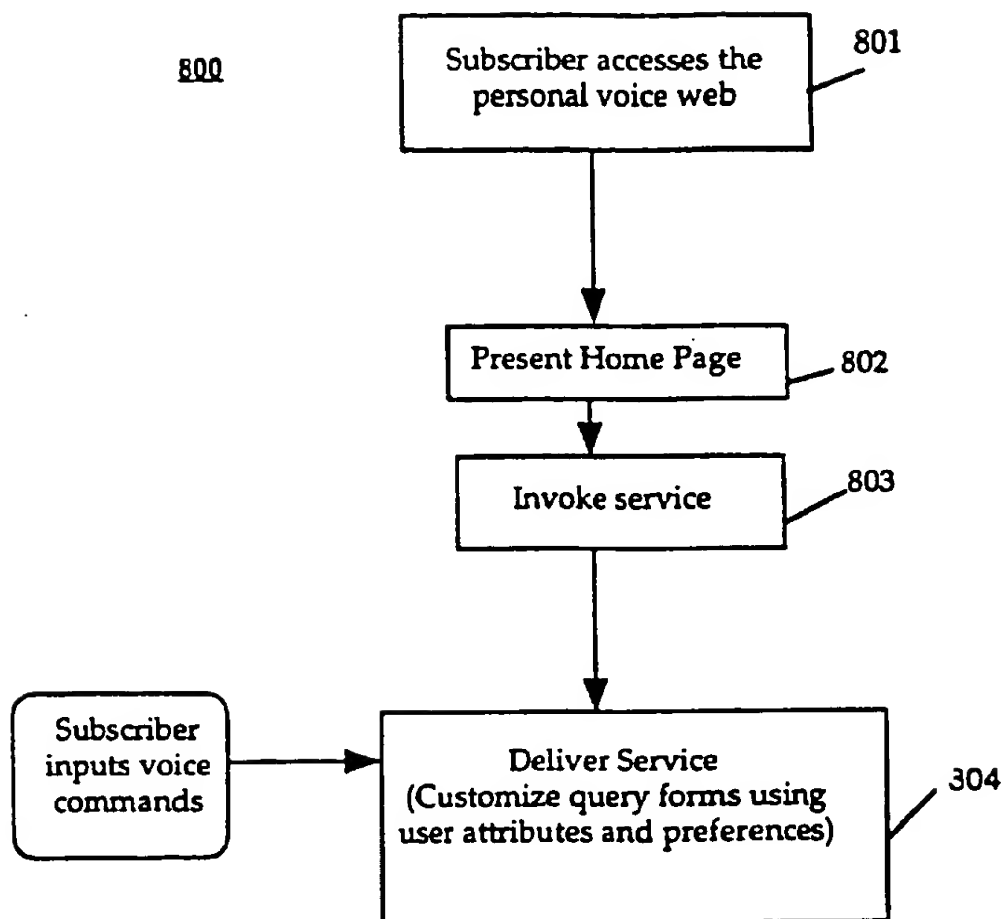 800
Subscriber accesses the
personal voice web
801
Present Home Page
802
Invoke service
803
Subscriber
inputs voice
commands
Deliver Service
(Customize query forms using
user attributes and preferences)
304